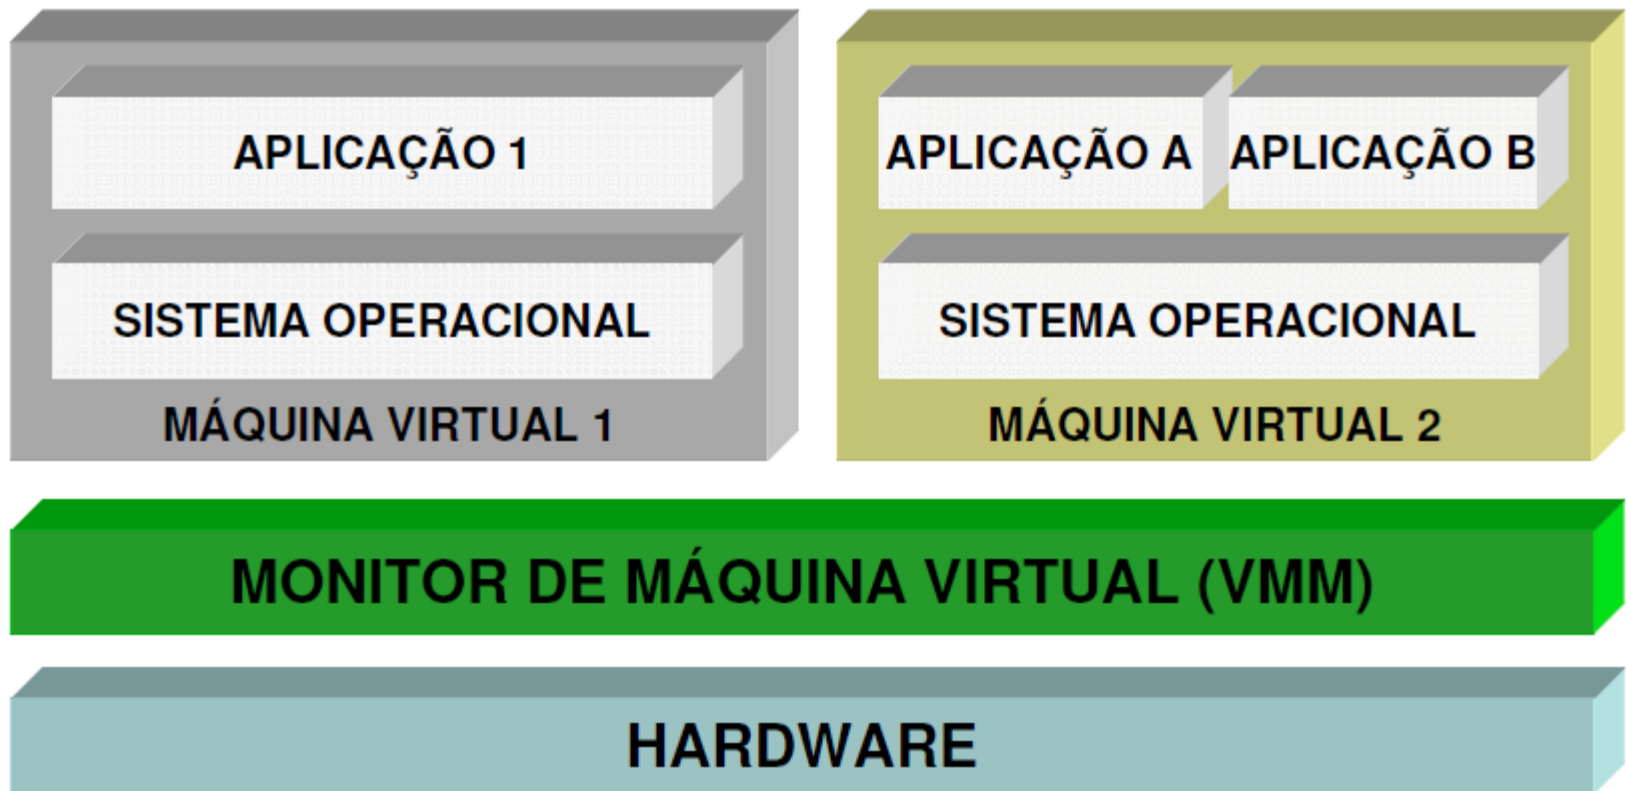 APLICAÇÃO 1
SISTEMA OPERACIONAL
MÁQUINA VIRTUAL 1
APLICAÇÃO A
APLICAÇÃO B
SISTEMA OPERACIONAL
MÁQUINA VIRTUAL 2
MONITOR DE MÁQUINA VIRTUAL (VMM)
HARDWARE